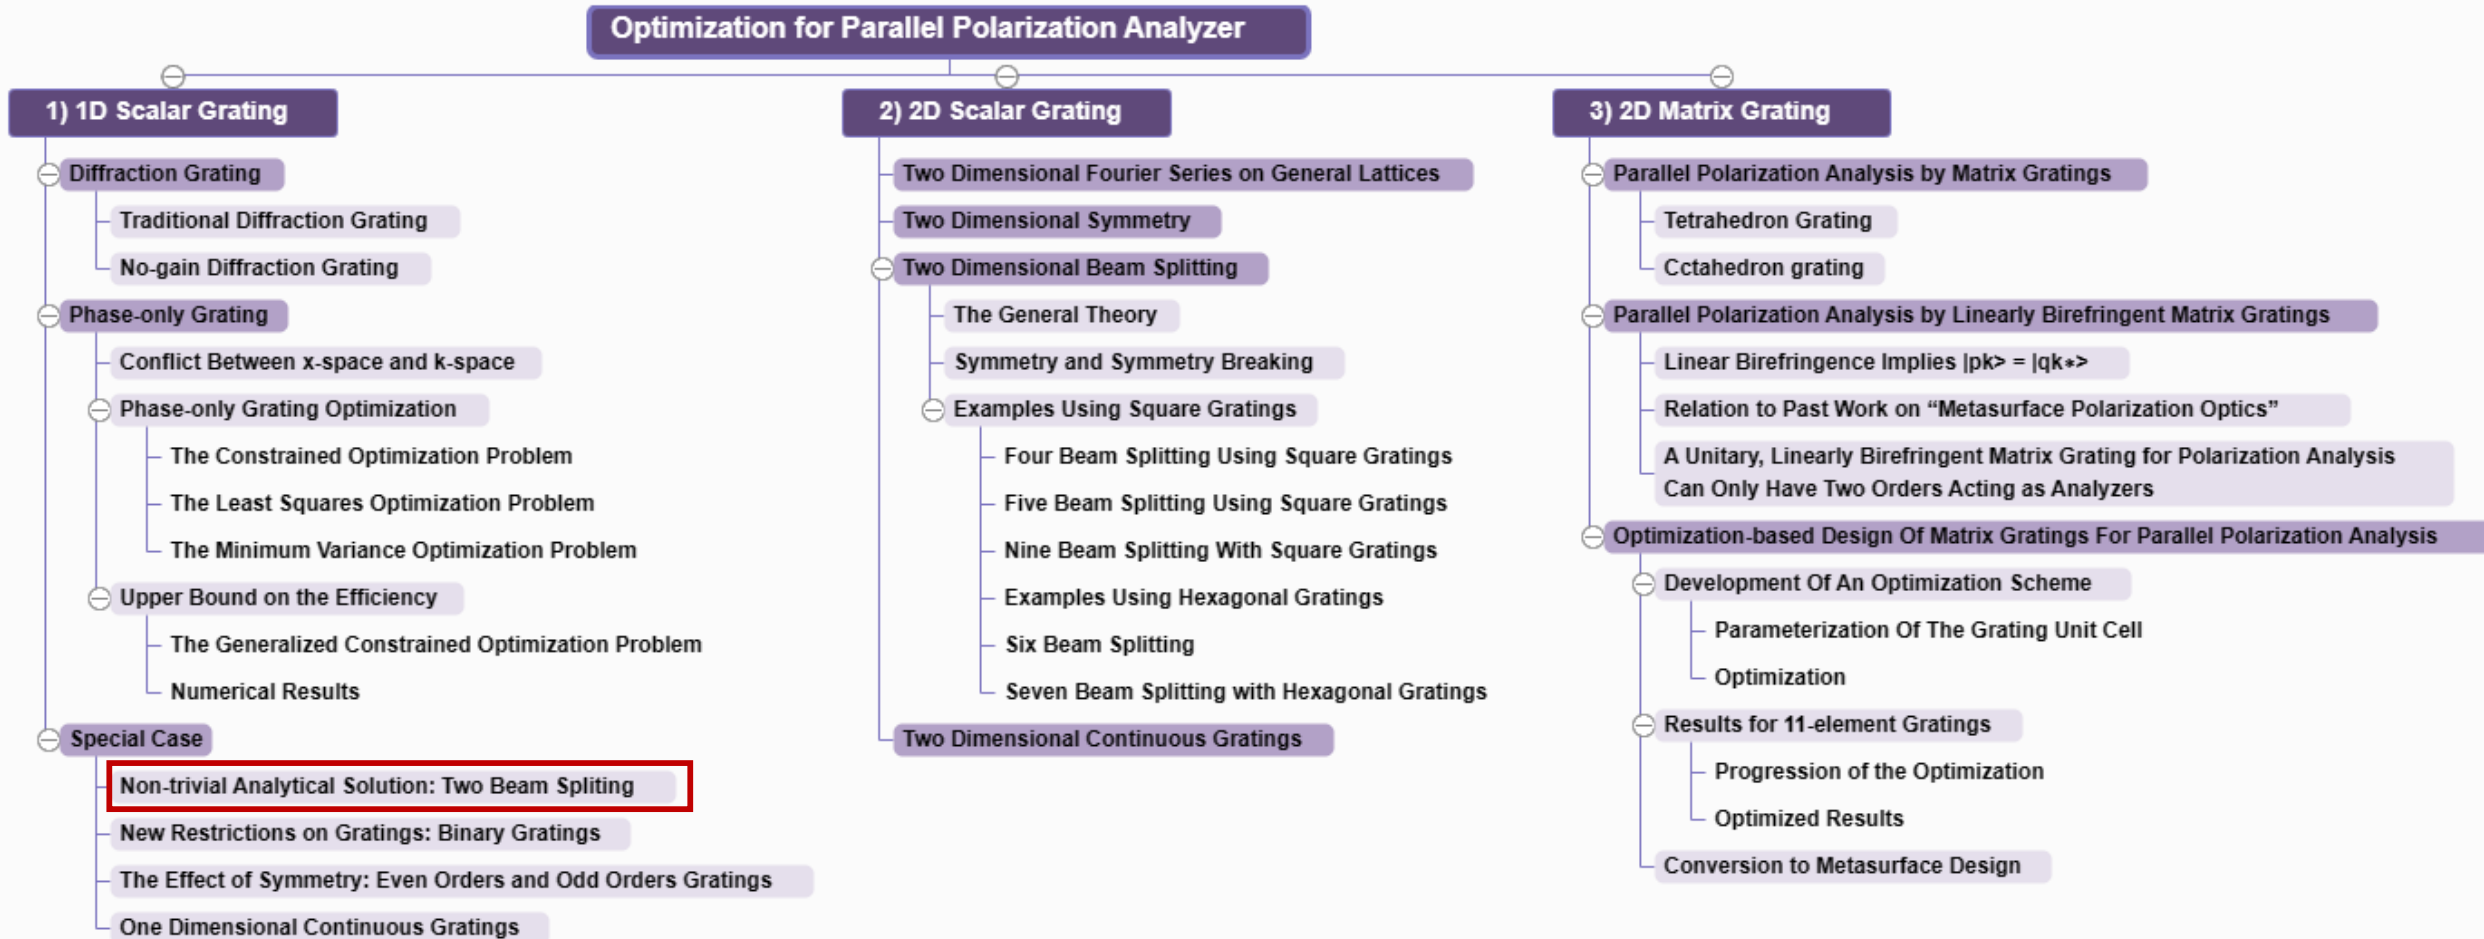 Optimization for Parallel Polarization Analyzer
1) 1D Scalar Grating
Diffraction Grating
Traditional Diffraction Grating
No-gain Diffraction Grating
Phase-only Grating
Conflict Between x-space and k-space
Phase-only Grating Optimization
The Constrained Optimization Problem
The Least Squares Optimization Problem
The Minimum Variance Optimization Problem
Upper Bound on the Efficiency
The Generalized Constrained Optimization Problem
Numerical Results
Special Case
Non-trivial Analytical Solution: Two Beam Spliting
New Restrictions on Gratings: Binary Gratings
The Effect of Symmetry: Even Orders and Odd Orders Gratings
One Dimensional Continuous Gratings
2) 2D Scalar Grating
Two Dimensional Fourier Series on General Lattices
Two Dimensional Symmetry
Two Dimensional Beam Splitting
The General Theory
Symmetry and Symmetry Breaking
Examples Using Square Gratings
Four Beam Splitting Using Square Gratings
Five Beam Splitting Using Square Gratings
Nine Beam Splitting With Square Gratings
Examples Using Hexagonal Gratings
Six Beam Splitting
Seven Beam Splitting with Hexagonal Gratings
Two Dimensional Continuous Gratings
3) 2D Matrix Grating
Parallel Polarization Analysis by Matrix Gratings
Tetrahedron Grating
Cctahedron grating
Parallel Polarization Analysis by Linearly Birefringent Matrix Gratings
Linear Birefringence Implies |pk> = |qk*>
Relation to Past Work on “Metasurface Polarization Optics”
A Unitary, Linearly Birefringent Matrix Grating for Polarization Analysis
Can Only Have Two Orders Acting as Analyzers
Optimization-based Design Of Matrix Gratings For Parallel Polarization Analysis
Development Of An Optimization Scheme
Parameterization Of The Grating Unit Cell
Optimization
Results for 11-element Gratings
Progression of the Optimization
Optimized Results
Conversion to Metasurface Design